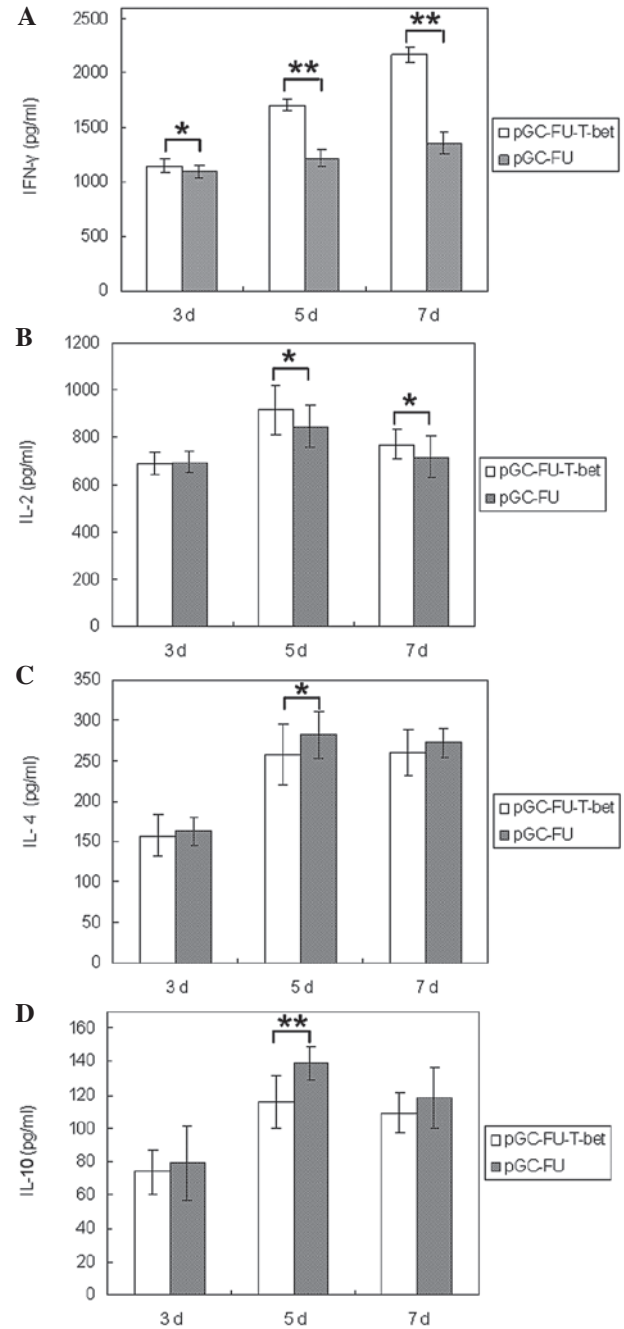 A
IFN-γ (pg/ml)
2500
2000
1500
1000
500
0
*
**
**
3 d
5 d
7 d
pGC-FU-T-bet
pGC-FU
B
IL-2 (pg/ml)
1200
1000
800
600
400
200
0
*
*
3 d
5 d
7 d
pGC-FU-T-bet
pGC-FU
C
IL- 4 (pg/ml)
350
300
250
200
150
100
50
0
*
3 d
5 d
7 d
pGC-FU-T-bet
pGC-FU
D
IL-10 (pg/ml)
160
140
120
100
80
60
40
20
0
**
3 d
5 d
7 d
pGC-FU-T-bet
pGC-FU